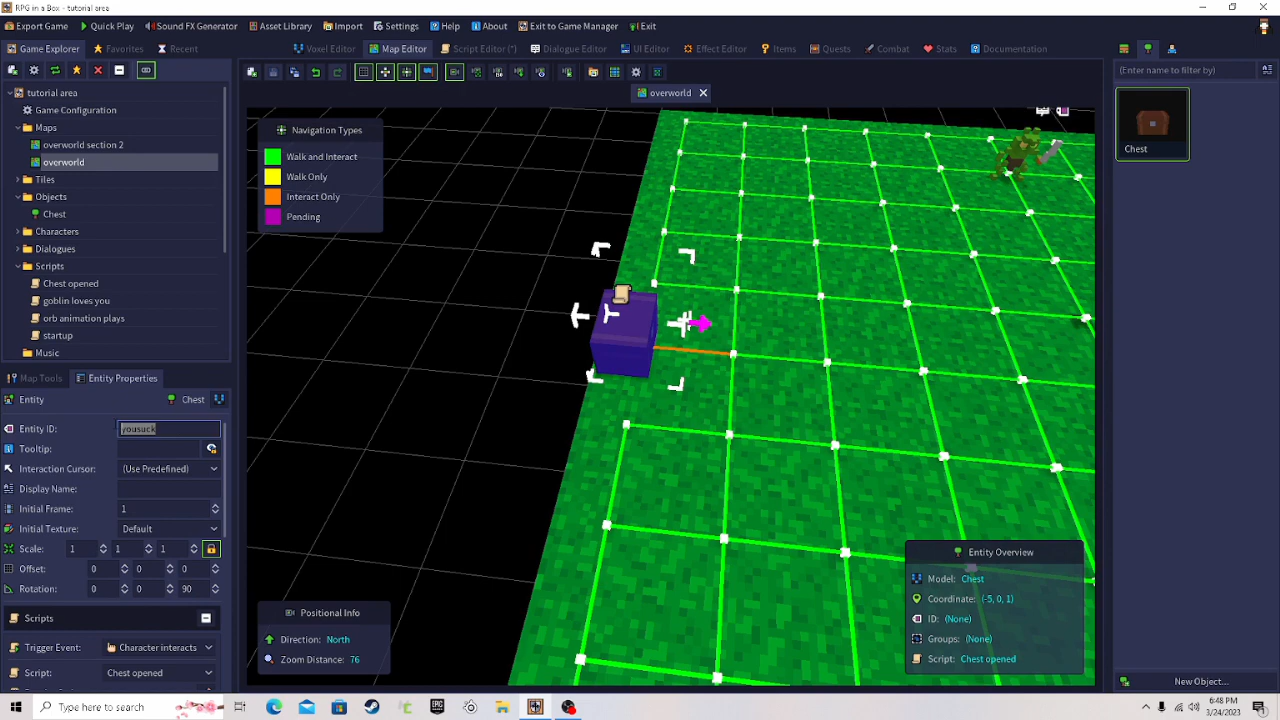 RPG in a Box - tutorial area
Export Game Quick Play Sound FX Generator Asset Library Import Settings Help About Exit to Game Manager Exit
Game Explorer Favorites Recent Voxel Editor Map Editor Script Editor (*) Dialogue Editor UI Editor Effect Editor Items Quests Combat Stats Documentation
(Enter name to filter by)
overworld
tutorial area
Game Configuration
Maps
overworld section 2
overworld
Tiles
Objects
Chest
Characters
Dialogues
Scripts
Chest opened
goblin loves you
orb animation plays
startup
Music
Navigation Types
Walk and Interact
Walk Only
Interact Only
Pending
Chest
Map Tools Entity Properties
Entity Chest
Entity ID: yousuck
Tooltip:
Interaction Cursor: (Use Predefined)
Display Name:
Initial Frame: 1
Initial Texture: Default
Scale: 1 1 1
Offset: 0 0 0
Rotation: 0 0 90
Scripts
Trigger Event: Character interacts
Script: Chest opened
Positional Info
Direction: North
Zoom Distance: 76
Entity Overview
Model: Chest
Coordinate: (-5, 0, 1)
ID: (None)
Groups: (None)
Script: Chest opened
New Object...
Type here to search
EPIC
6:48 PM
3/24/2023